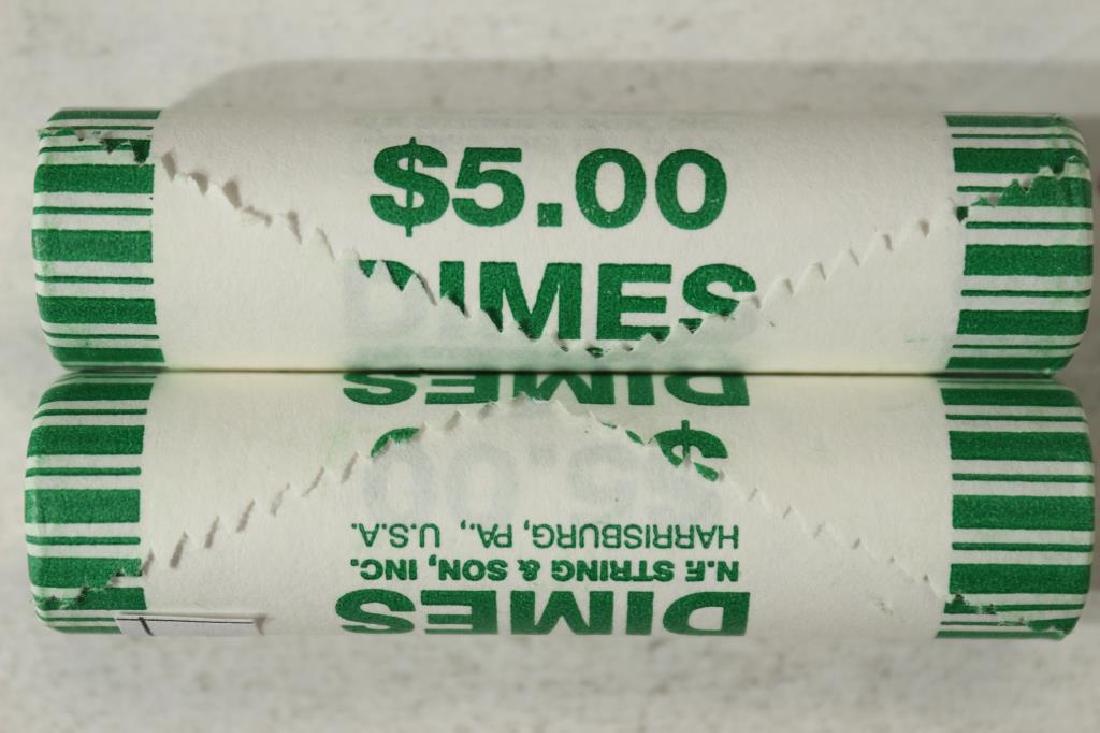 $5.00
DIMES
DIMES
N.F. STRING & SON, INC.
HARRISBURG, PA., U.S.A.
$5.00
DIMES